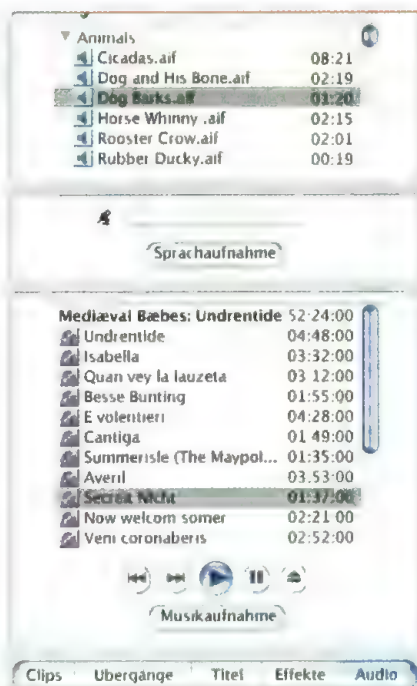 Animals
Cicadas.aif 08:21
Dog and His Bone.aif 02:19
Dog Barks.aif 01:20
Horse Whinny .aif 02:15
Rooster Crow.aif 02:01
Rubber Ducky.aif 00:19
Sprachaufnahme
Mediæval Bæbes: Undrentide 52:24:00
Undrentide 04:48:00
Isabella 03:32:00
Quan vey la lauzeta 03:12:00
Besse Bunting 01:55:00
E volentieri 04:28:00
Cantiga 01:49:00
Summerisle (The Maypol... 01:35:00
Averil 03:53:00
Secreit Nicht 01:37:00
Now welcom somer 02:21:00
Veni coronaberis 02:52:00
Musikaufnahme
Clips Übergänge Titel Effekte Audio